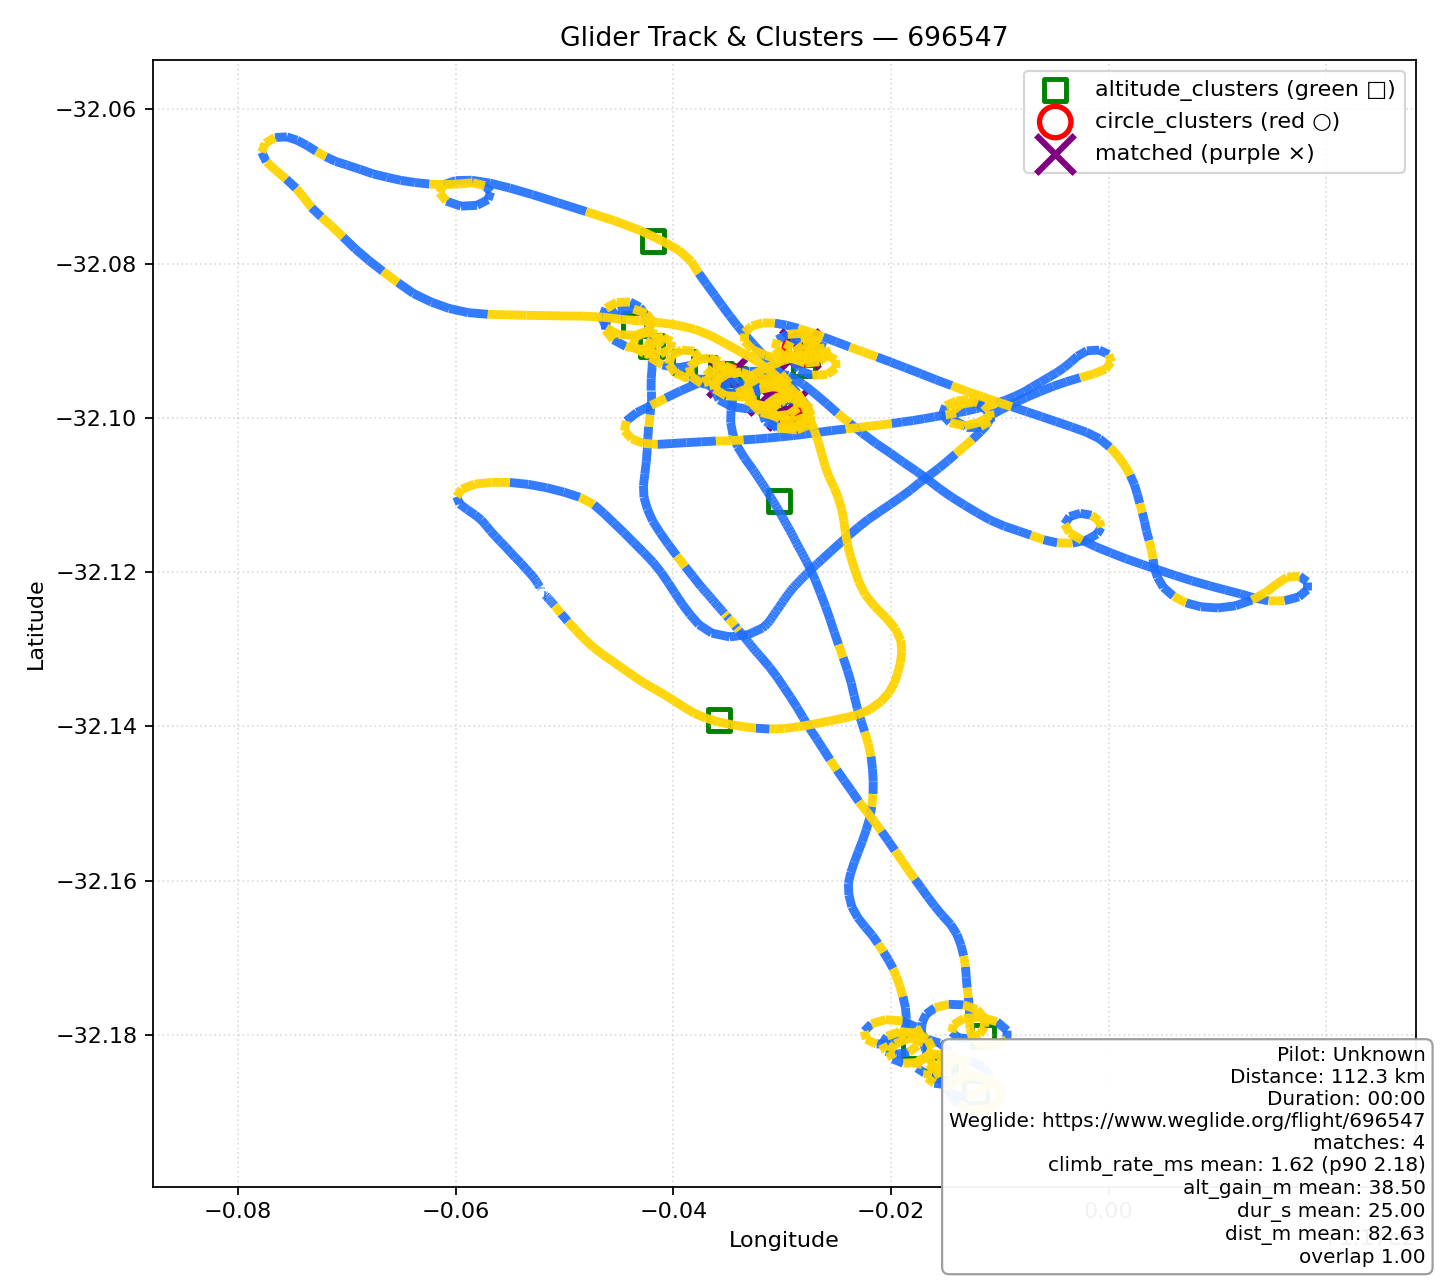 Glider Track & Clusters — 696547
altitude_clusters (green □)
circle_clusters (red ○)
matched (purple ×)
−32.06
−32.08
−32.10
−32.12
−32.14
−32.16
−32.18
Latitude
−0.08
−0.06
−0.04
−0.02
0.00
Longitude
Pilot: Unknown
Distance: 112.3 km
Duration: 00:00
Weglide: https://www.weglide.org/flight/696547
matches: 4
climb_rate_ms mean: 1.62 (p90 2.18)
alt_gain_m mean: 38.50
dur_s mean: 25.00
dist_m mean: 82.63
overlap 1.00